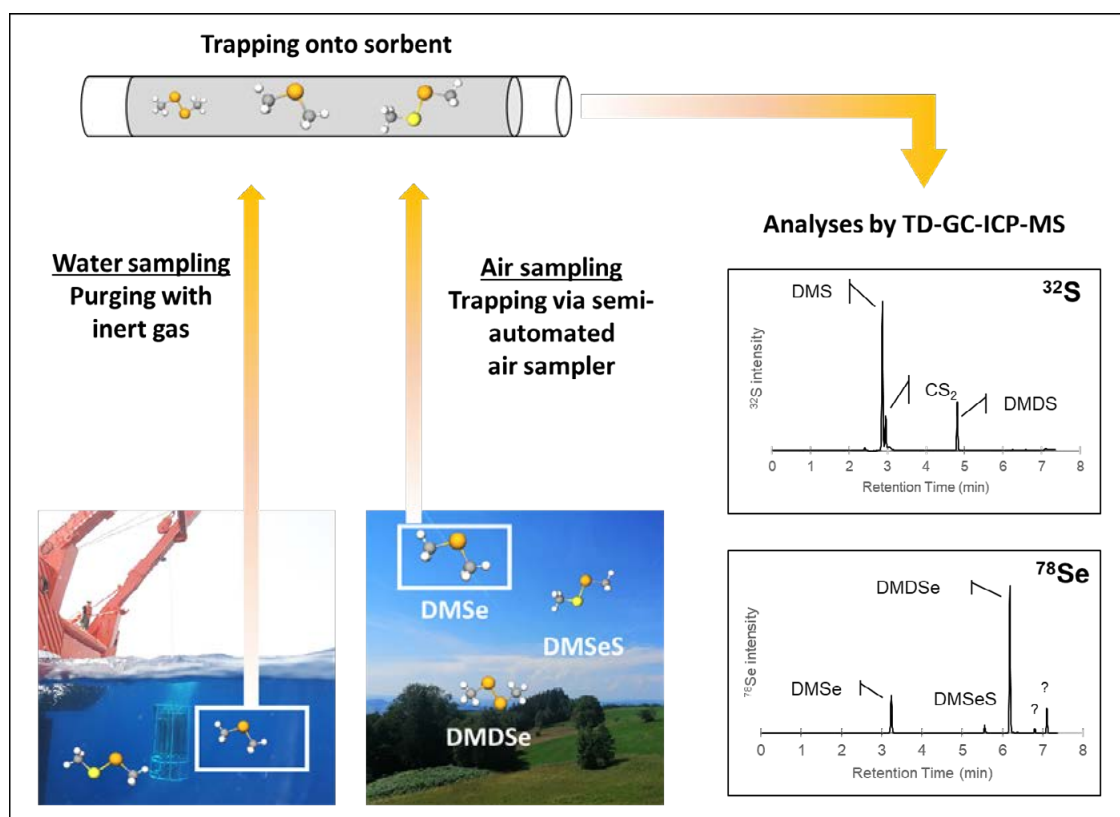 Trapping onto sorbent
Water sampling
Purging with
inert gas
Air sampling
Trapping via semi-
automated
air sampler
DMSe
DMSeS
DMDSe
Analyses by TD-GC-ICP-MS
³²S
DMS
CS₂
DMDS
³²S intensity
0 1 2 3 4 5 6 7 8
Retention Time (min)
⁷⁸Se
DMDSe
DMSe
DMSeS
?
?
⁷⁸Se intensity
0 1 2 3 4 5 6 7 8
Retention Time (min)